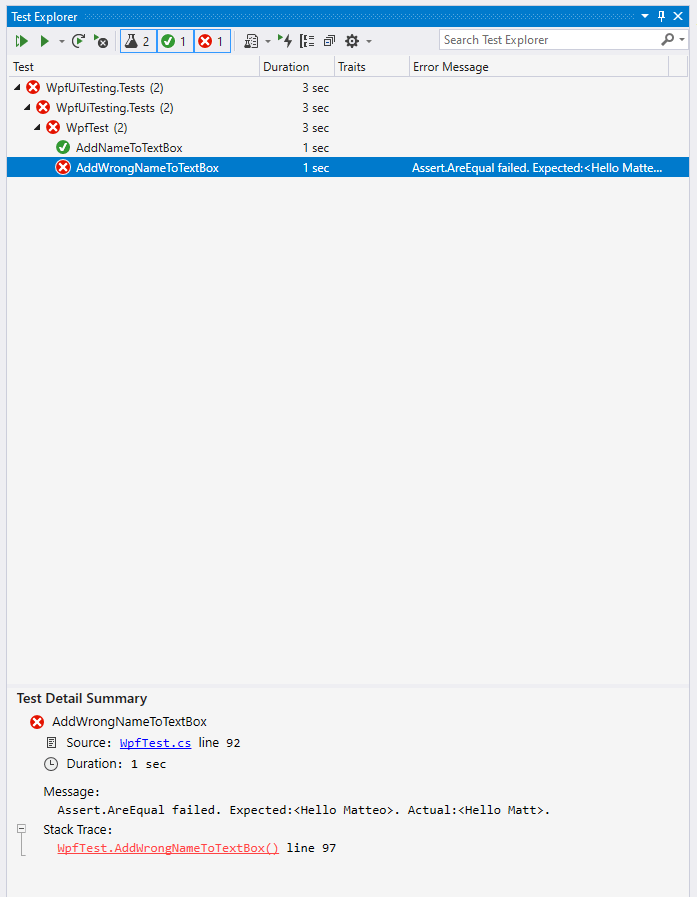 Test Explorer
2 1 1 Search Test Explorer
Test Duration Traits Error Message
WpfUiTesting.Tests (2) 3 sec
WpfUiTesting.Tests (2) 3 sec
WpfTest (2) 3 sec
AddNameToTextBox 1 sec
AddWrongNameToTextBox 1 sec Assert.AreEqual failed. Expected:<Hello Matte...
Test Detail Summary
AddWrongNameToTextBox
Source: WpfTest.cs line 92
Duration: 1 sec
Message:
Assert.AreEqual failed. Expected:<Hello Matteo>. Actual:<Hello Matt>.
Stack Trace:
WpfTest.AddWrongNameToTextBox() line 97